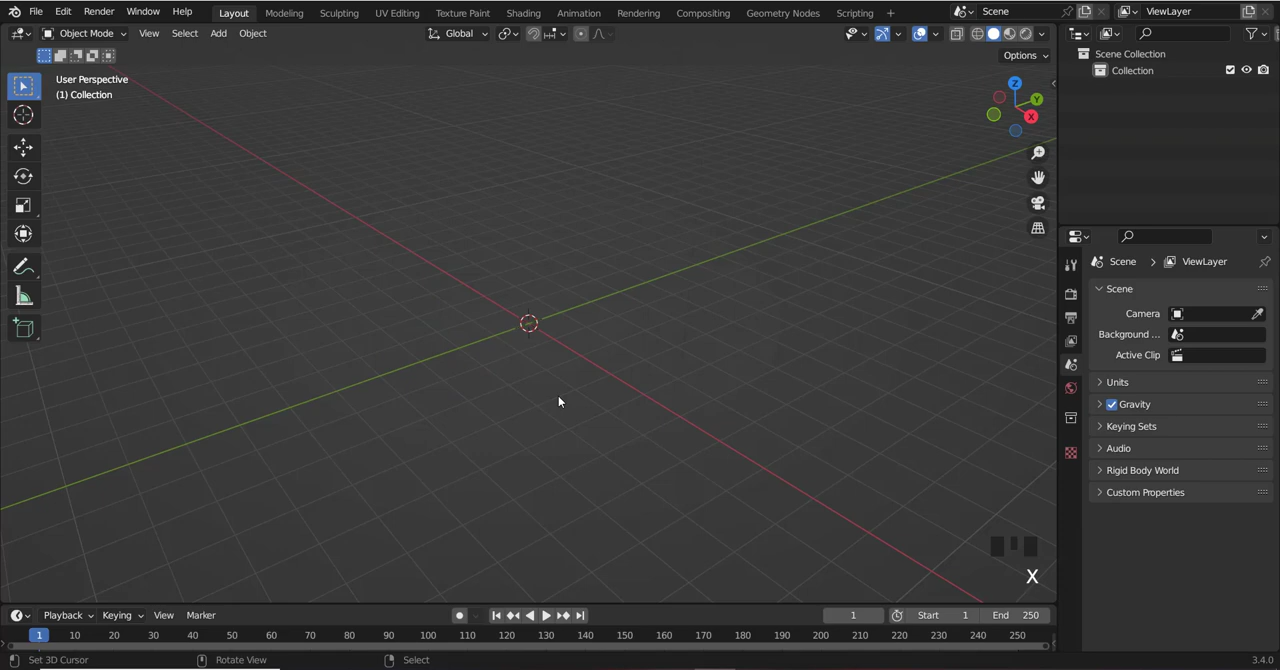 File Edit Render Window Help Layout Modeling Sculpting UV Editing Texture Paint Shading Animation Rendering Compositing Geometry Nodes Scripting + Scene ViewLayer
Object Mode View Select Add Object Global
Options
User Perspective
(1) Collection
Z
Y
X
Scene Collection
Collection
Scene > ViewLayer
Scene
Camera
Background ...
Active Clip
Units
Gravity
Keying Sets
Audio
Rigid Body World
Custom Properties
X
Playback Keying View Marker 1 Start 1 End 250
1 10 20 30 40 50 60 70 80 90 100 110 120 130 140 150 160 170 180 190 200 210 220 230 240 250
Set 3D Cursor Rotate View Select 3.4.0